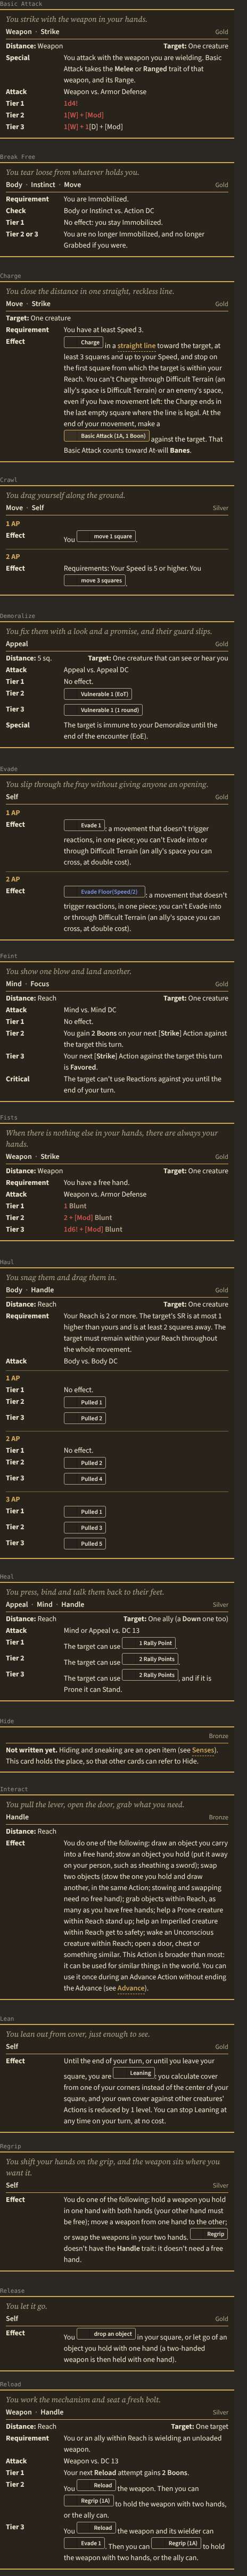 Basic Attack
You strike with the weapon in your hands.
Weapon · Strike Gold
Distance: Weapon Target: One creature
Special You attack with the weapon you are wielding. Basic
Attack takes the Melee or Ranged trait of that
weapon, and its Range.
Attack Weapon vs. Armor Defense
Tier 1 1d4!
Tier 2 1[W] + [Mod]
Tier 3 1[W] + 1[D] + [Mod]
Break Free
You tear loose from whatever holds you.
Body · Instinct · Move Gold
Requirement You are Immobilized.
Check Body or Instinct vs. Action DC
Tier 1 No effect: you stay Immobilized.
Tier 2 or 3 You are no longer Immobilized, and no longer
Grabbed if you were.
Charge
You close the distance in one straight, reckless line.
Move · Strike Gold
Target: One creature
Requirement You have at least Speed 3.
Effect Charge in a straight line toward the target, at
least 3 squares and up to your Speed, and stop on
the first square from which the target is within your
Reach. You can't Charge through Difficult Terrain (an
ally's space is Difficult Terrain) or an enemy's space,
even if you have movement left: the Charge ends in
the last empty square before the line is legal. At the
end of your movement, make a
Basic Attack (1A, 1 Boon) against the target. That
Basic Attack counts toward At-will Banes.
Crawl
You drag yourself along the ground.
Move · Self Silver
1 AP
Effect You move 1 square.
2 AP
Effect Requirements: Your Speed is 5 or higher. You
move 3 squares.
Demoralize
You fix them with a look and a promise, and their guard slips.
Appeal Gold
Distance: 5 sq. Target: One creature that can see or hear you
Attack Appeal vs. Appeal DC
Tier 1 No effect.
Tier 2 Vulnerable 1 (EoT)
Tier 3 Vulnerable 1 (1 round)
Special The target is immune to your Demoralize until the
end of the encounter (EoE).
Evade
You slip through the fray without giving anyone an opening.
Self Gold
1 AP
Effect Evade 1: a movement that doesn't trigger
reactions, in one piece; you can't Evade into or
through Difficult Terrain (an ally's space you can
cross, at double cost).
2 AP
Effect Evade Floor(Speed/2): a movement that doesn't
trigger reactions, in one piece; you can't Evade into
or through Difficult Terrain (an ally's space you can
cross, at double cost).
Feint
You show one blow and land another.
Mind · Focus Gold
Distance: Reach Target: One creature
Attack Mind vs. Mind DC
Tier 1 No effect.
Tier 2 You gain 2 Boons on your next [Strike] Action against
the target this turn.
Tier 3 Your next [Strike] Action against the target this turn
is Favored.
Critical The target can't use Reactions against you until the
end of your turn.
Fists
When there is nothing else in your hands, there are always your
hands.
Weapon · Strike Gold
Distance: Weapon Target: One creature
Requirement You have a free hand.
Attack Weapon vs. Armor Defense
Tier 1 1 Blunt
Tier 2 2 + [Mod] Blunt
Tier 3 1d6! + [Mod] Blunt
Haul
You snag them and drag them in.
Body · Handle Gold
Distance: Reach Target: One creature
Requirement Your Reach is 2 or more. The target's SR is at most 1
higher than yours and is at least 2 squares away. The
target must remain within your Reach throughout
the whole movement.
Attack Body vs. Body DC
1 AP
Tier 1 No effect.
Tier 2 Pulled 1
Tier 3 Pulled 2
2 AP
Tier 1 No effect.
Tier 2 Pulled 2
Tier 3 Pulled 4
3 AP
Tier 1 Pulled 1
Tier 2 Pulled 3
Tier 3 Pulled 5
Heal
You press, bind and talk them back to their feet.
Appeal · Mind · Handle Silver
Distance: Reach Target: One ally (a Down one too)
Attack Mind or Appeal vs. DC 13
Tier 1 The target can use 1 Rally Point.
Tier 2 The target can use 2 Rally Points.
Tier 3 The target can use 2 Rally Points, and if it is
Prone it can Stand.
Hide
Bronze
Not written yet. Hiding and sneaking are an open item (see Senses).
This card holds the place, so that other cards can refer to Hide.
Interact
You pull the lever, open the door, grab what you need.
Handle Bronze
Distance: Reach
Effect You do one of the following: draw an object you carry
into a free hand; stow an object you hold (put it away
on your person, such as sheathing a sword); swap
two objects (stow the one you hold and draw
another, in the same Action; stowing and swapping
need no free hand); grab objects within Reach, as
many as you have free hands; help a Prone creature
within Reach stand up; help an Imperiled creature
within Reach get to safety; wake an Unconscious
creature within Reach; open a door, chest or
something similar. This Action is broader than most:
it can be used for similar things in the world. You can
use it once during an Advance Action without ending
the Advance (see Advance).
Lean
You lean out from cover, just enough to see.
Self Gold
Effect Until the end of your turn, or until you leave your
square, you are Leaning: you calculate cover
from one of your corners instead of the center of your
square, and your own cover against other creatures'
Actions is reduced by 1 level. You can stop Leaning at
any time on your turn, at no cost.
Regrip
You shift your hands on the grip, and the weapon sits where you
want it.
Self Silver
Effect You do one of the following: hold a weapon you hold
in one hand with both hands (your other hand must
be free); move a weapon from one hand to the other;
or swap the weapons in your two hands. Regrip
doesn't have the Handle trait: it doesn't need a free
hand.
Release
You let it go.
Self Gold
Effect You drop an object in your square, or let go of an
object you hold with one hand (a two-handed
weapon is then held with one hand).
Reload
You work the mechanism and seat a fresh bolt.
Weapon · Handle Silver
Distance: Reach Target: One target
Requirement You or an ally within Reach is wielding an unloaded
weapon.
Attack Weapon vs. DC 13
Tier 1 Your next Reload attempt gains 2 Boons.
Tier 2 You Reload the weapon. Then you can
Regrip (1A) to hold the weapon with two hands,
or the ally can.
Tier 3 You Reload the weapon and its wielder can
Evade 1. Then you can Regrip (1A) to hold
the weapon with two hands, or the ally can.